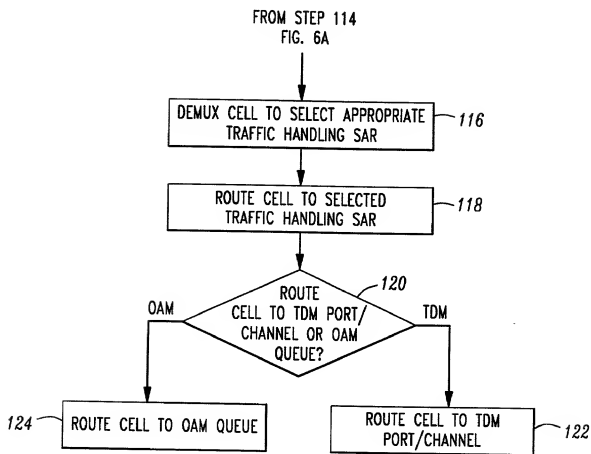 FROM STEP 114
FIG. 6A
DEMUX CELL TO SELECT APPROPRIATE
TRAFFIC HANDLING SAR
116
ROUTE CELL TO SELECTED
TRAFFIC HANDLING SAR
118
120
ROUTE
CELL TO TDM PORT/
CHANNEL OR OAM
QUEUE?
OAM
TDM
124
ROUTE CELL TO OAM QUEUE
ROUTE CELL TO TDM
PORT/CHANNEL
122